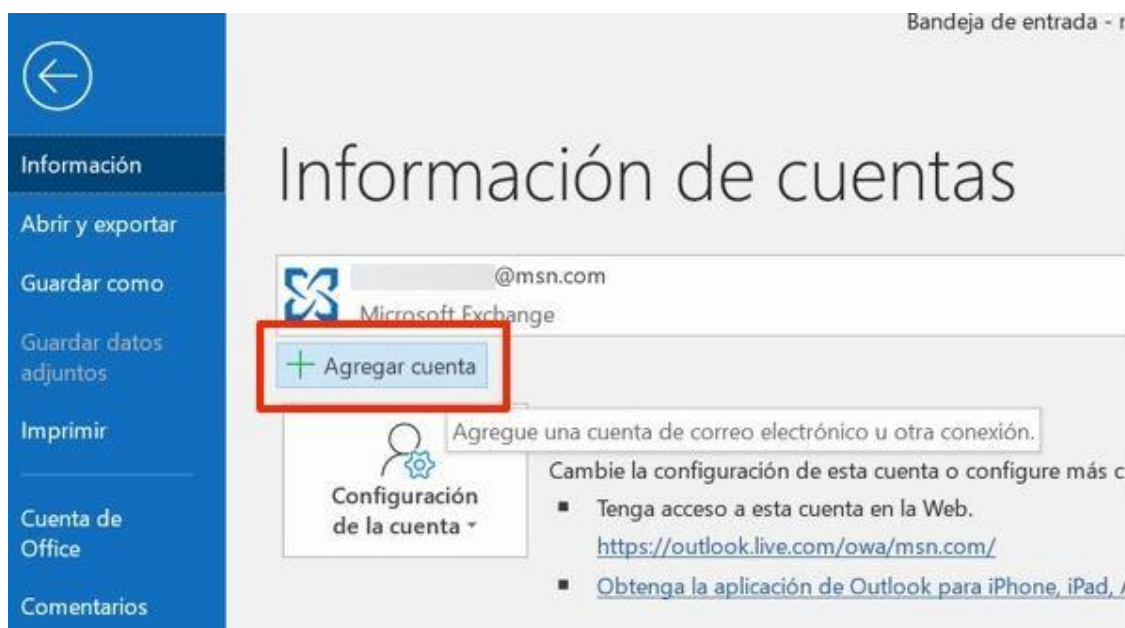 Bandeja de entrada -
Información
Abrir y exportar
Guardar como
Guardar datos
adjuntos
Imprimir
Cuenta de
Office
Comentarios
Información de cuentas
@msn.com
Microsoft Exchange
Agregar cuenta
Agregue una cuenta de correo electrónico u otra conexión.
Configuración
de la cuenta
Cambie la configuración de esta cuenta o configure más
Tenga acceso a esta cuenta en la Web.
https://outlook.live.com/owa/msn.com/
Obtenga la aplicación de Outlook para iPhone, iPad,